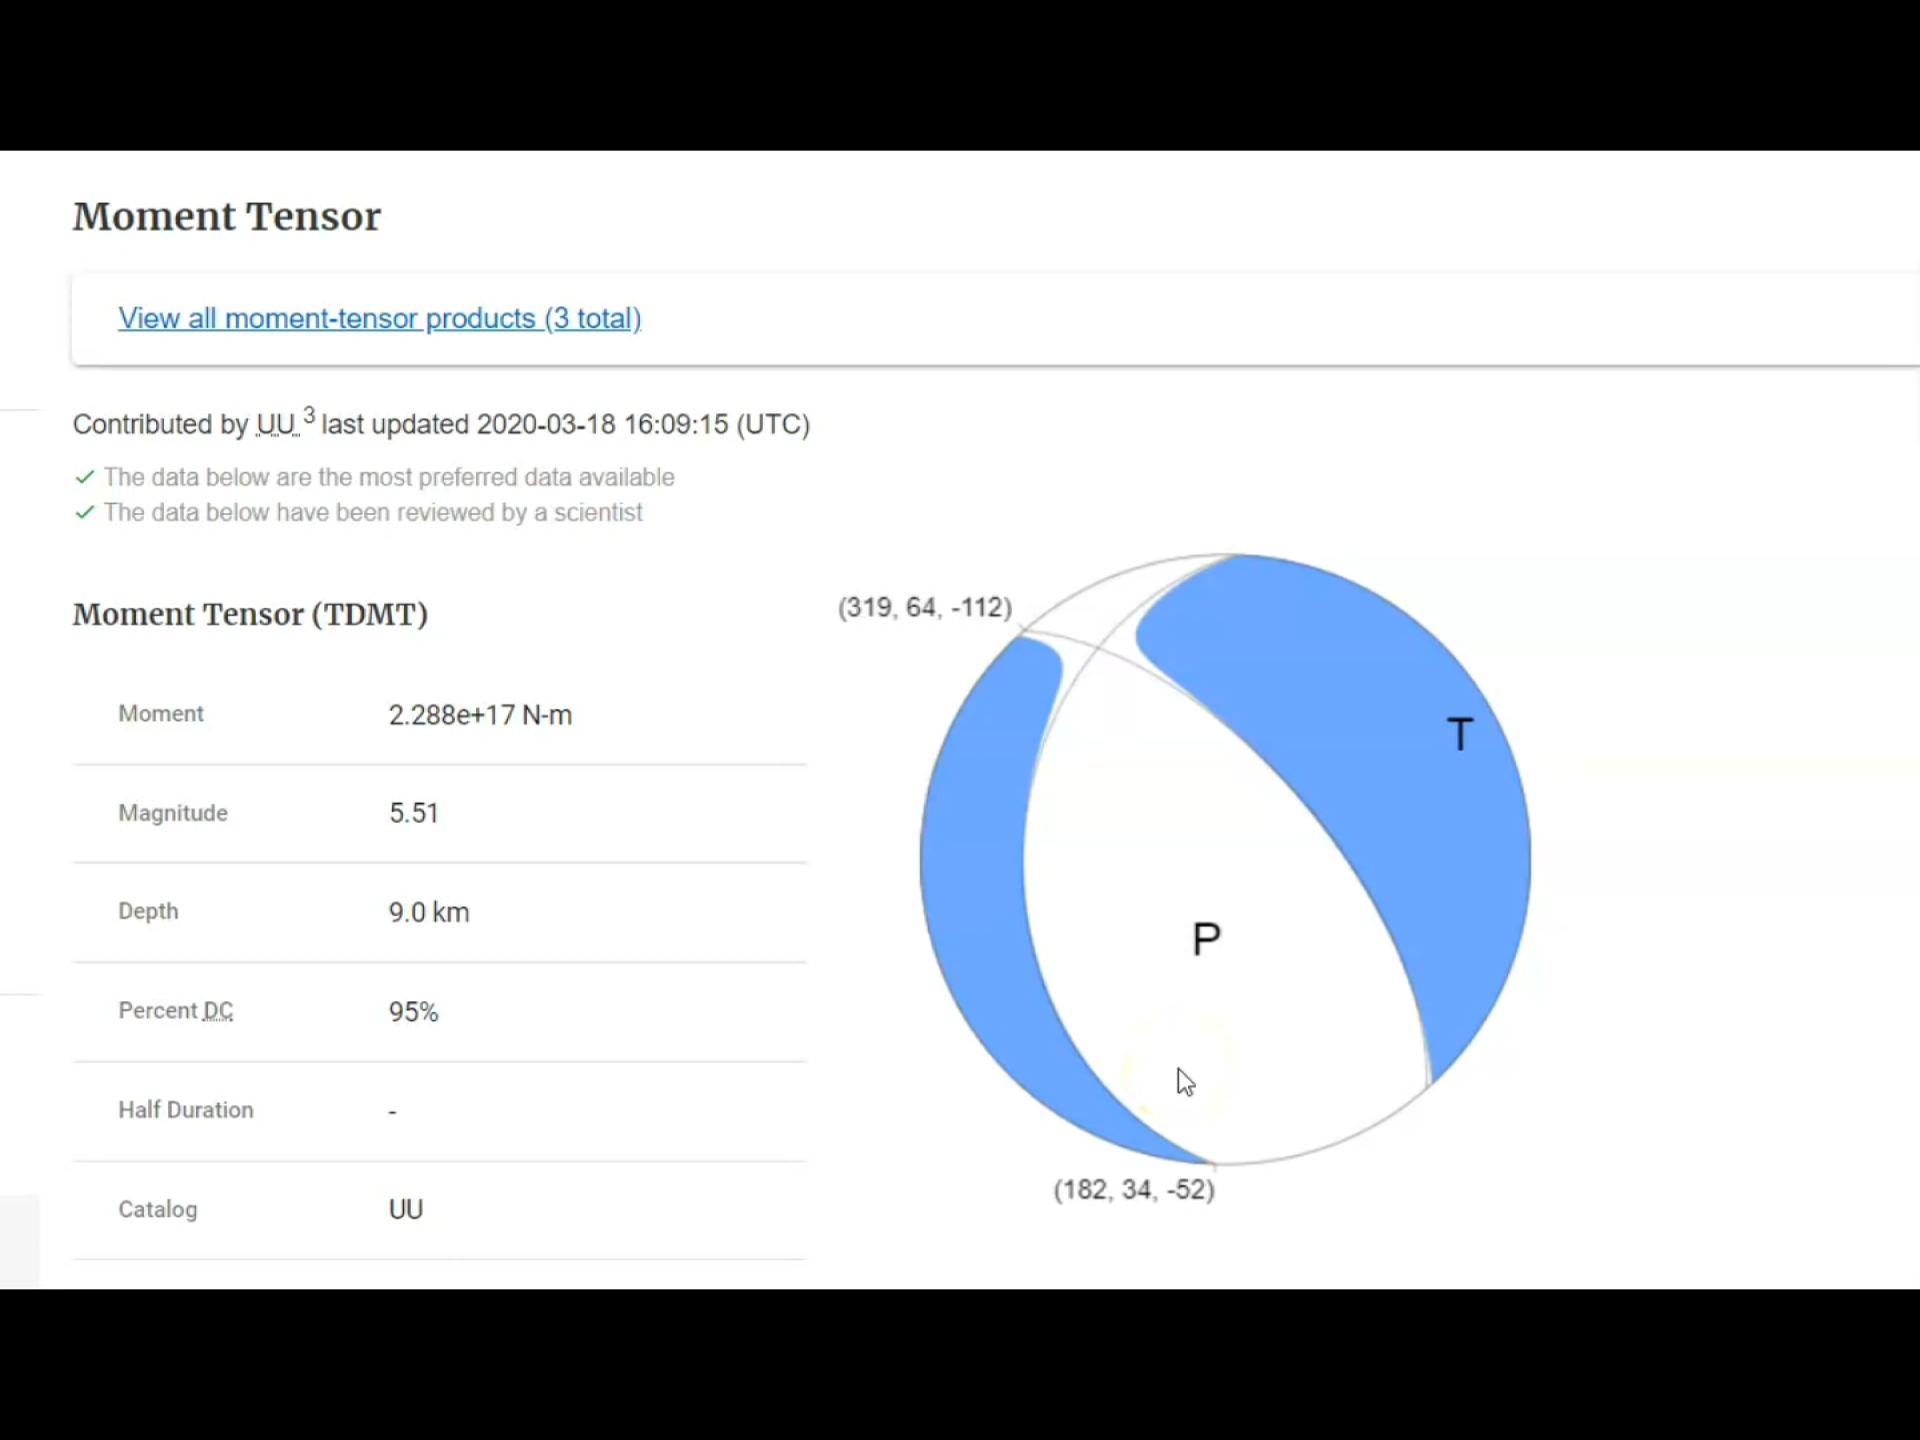 Moment Tensor
View all moment-tensor products (3 total)
Contributed by UU 3 last updated 2020-03-18 16:09:15 (UTC)
✓ The data below are the most preferred data available
✓ The data below have been reviewed by a scientist
Moment Tensor (TDMT)
Moment 2.288e+17 N-m
Magnitude 5.51
Depth 9.0 km
Percent DC 95%
Half Duration -
Catalog UU
(319, 64, -112)
T
P
(182, 34, -52)